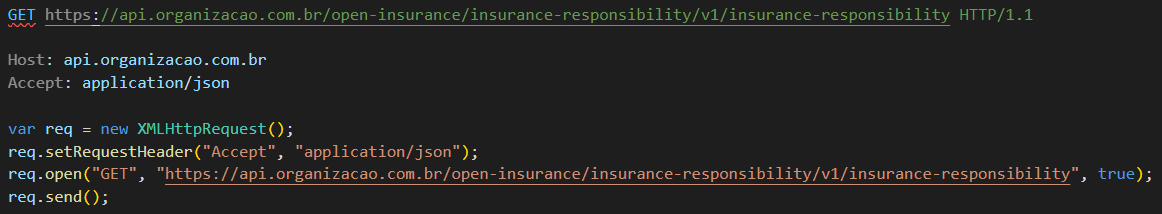 GET https://api.organizacao.com.br/open-insurance/insurance-responsibility/v1/insurance-responsibility HTTP/1.1
Host: api.organizacao.com.br
Accept: application/json
var req = new XMLHttpRequest();
req.setRequestHeader("Accept", "application/json");
req.open("GET", "https://api.organizacao.com.br/open-insurance/insurance-responsibility/v1/insurance-responsibility", true);
req.send();